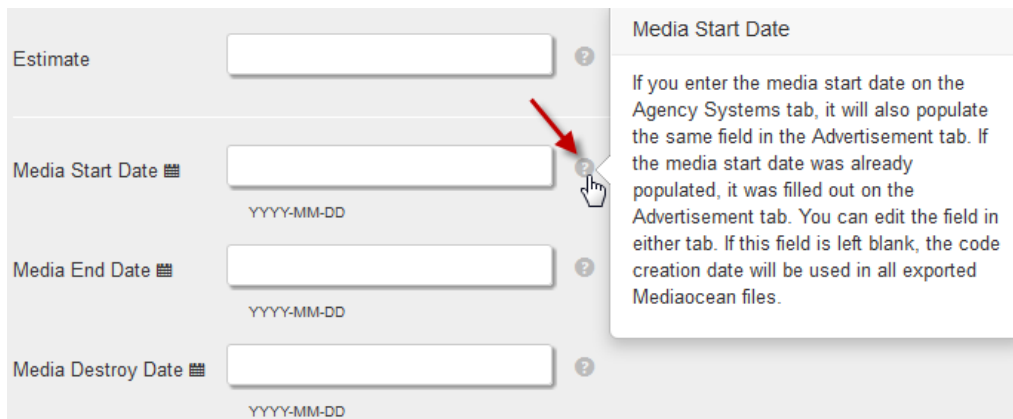 Estimate
Media Start Date
YYYY-MM-DD
Media End Date
YYYY-MM-DD
Media Destroy Date
YYYY-MM-DD
Media Start Date
If you enter the media start date on the
Agency Systems tab, it will also populate
the same field in the Advertisement tab. If
the media start date was already
populated, it was filled out on the
Advertisement tab. You can edit the field in
either tab. If this field is left blank, the code
creation date will be used in all exported
Mediaocean files.